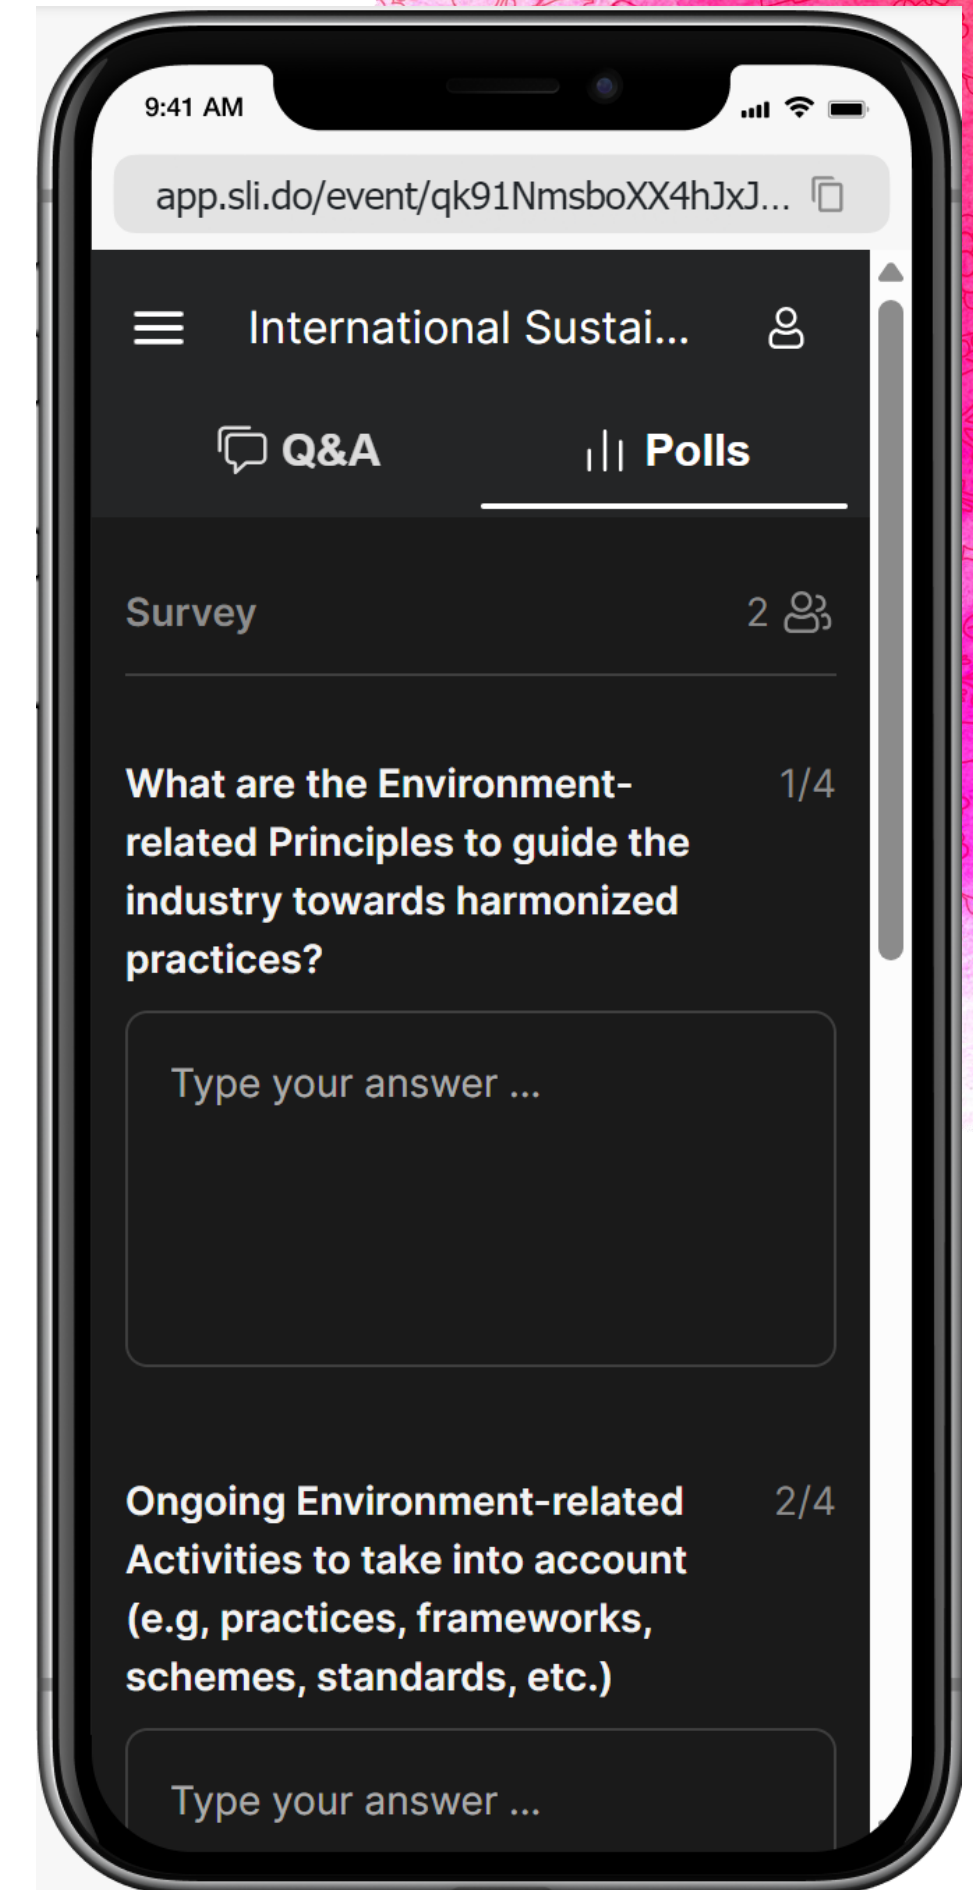 9:41 AM
app.sli.do/event/qk91NmsboXX4hJxJ...
International Sustai...
Q&A
Polls
Survey
2
What are the Environment-
1/4
related Principles to guide the
industry towards harmonized
practices?
Type your answer ...
Ongoing Environment-related
2/4
Activities to take into account
(e.g, practices, frameworks,
schemes, standards, etc.)
Type your answer ...